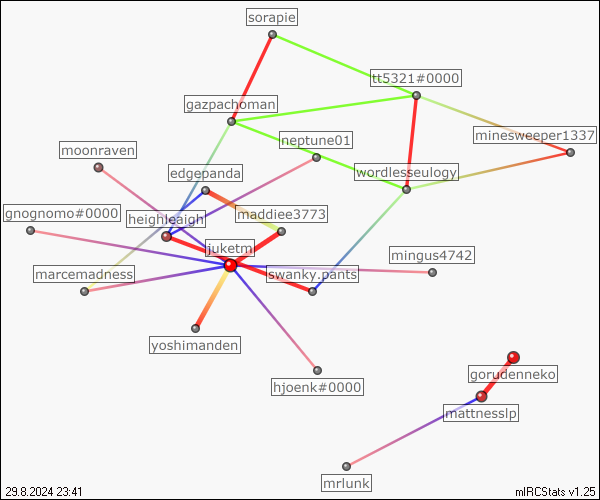 sorapie
tt5321#0000
gazpachoman
minesweeper1337
neptune01
moonraven
edgepanda
wordlesseulogy
gnognomo#0000
heighleaigh
maddiee3773
juketm
mingus4742
marcemadness
swanky.pants
yoshimanden
gorudenneko
hjoenk#0000
mattnesslp
mrlunk
29.8.2024 23:41
mIRCStats v1.25